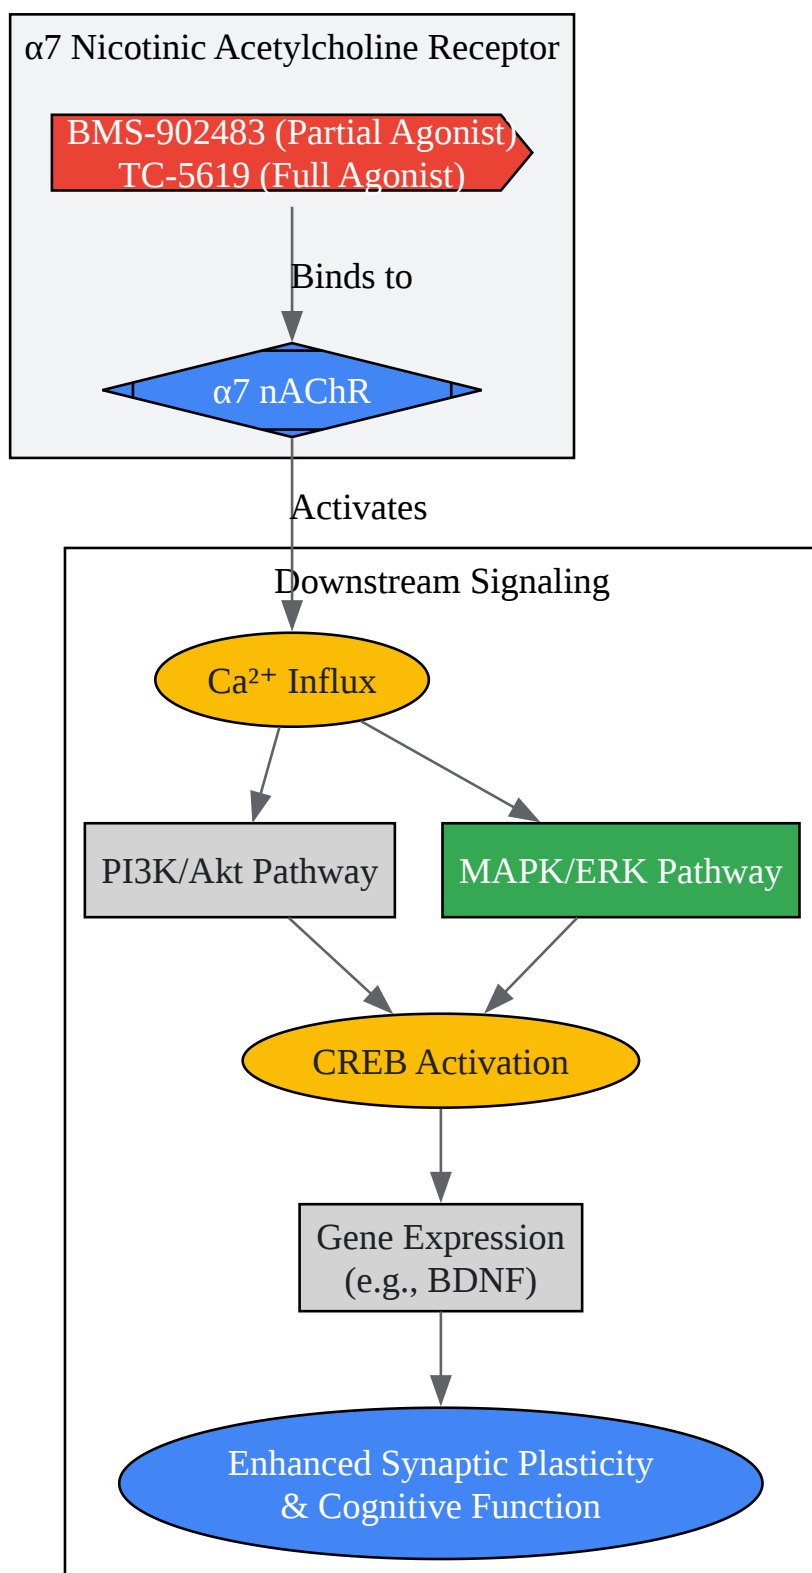 α7 Nicotinic Acetylcholine Receptor
BMS-902483 (Partial Agonist)
TC-5619 (Full Agonist)
Binds to
α7 nAChR
Activates
Downstream Signaling
Ca²⁺ Influx
PI3K/Akt Pathway
MAPK/ERK Pathway
CREB Activation
Gene Expression
(e.g., BDNF)
Enhanced Synaptic Plasticity
& Cognitive Function